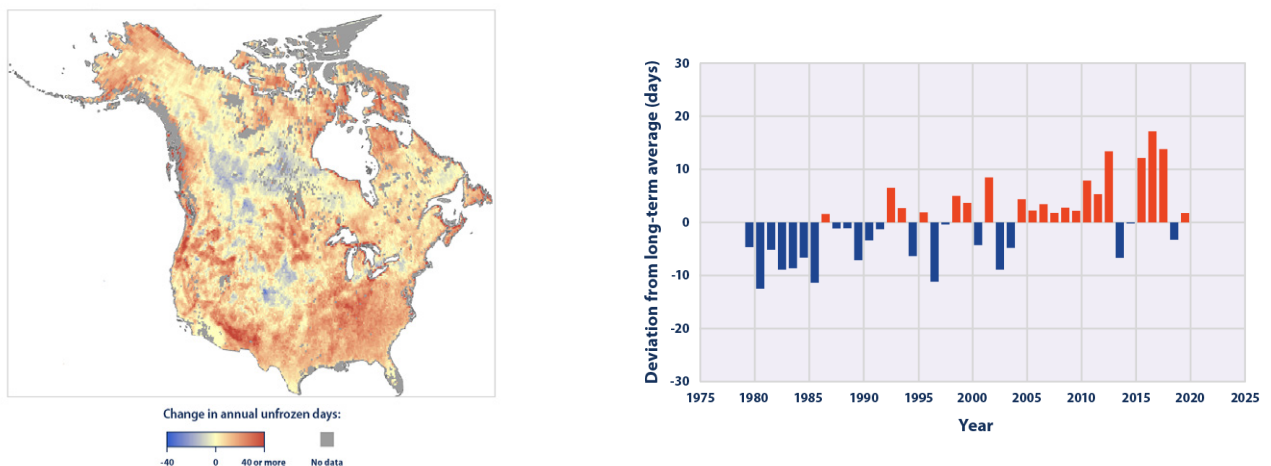 Change in annual unfrozen days:
-40 0 40 or more No data
Deviation from long-term average (days)
30
20
10
0
-10
-20
-30
1975 1980 1985 1990 1995 2000 2005 2010 2015 2020 2025
Year